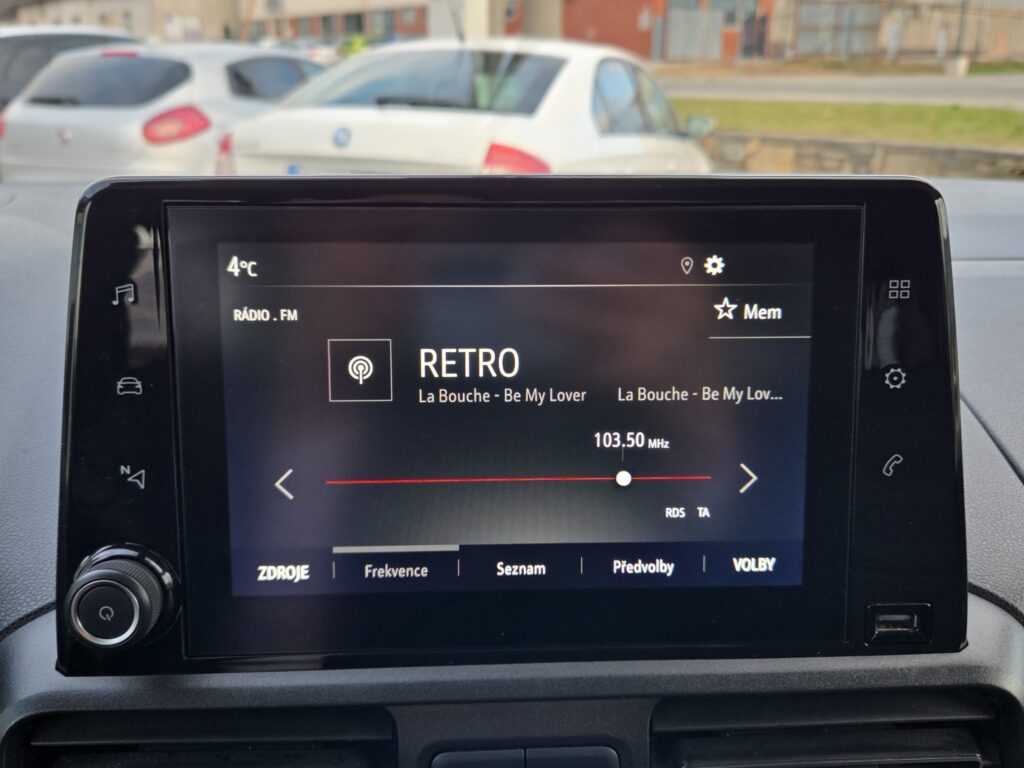 4°C
RÁDIO . FM
Mem
RETRO
La Bouche - Be My Lover La Bouche - Be My Lov...
103.50 MHz
N
RDS TA
ZDROJE Frekvence Seznam Předvolby VOLBY